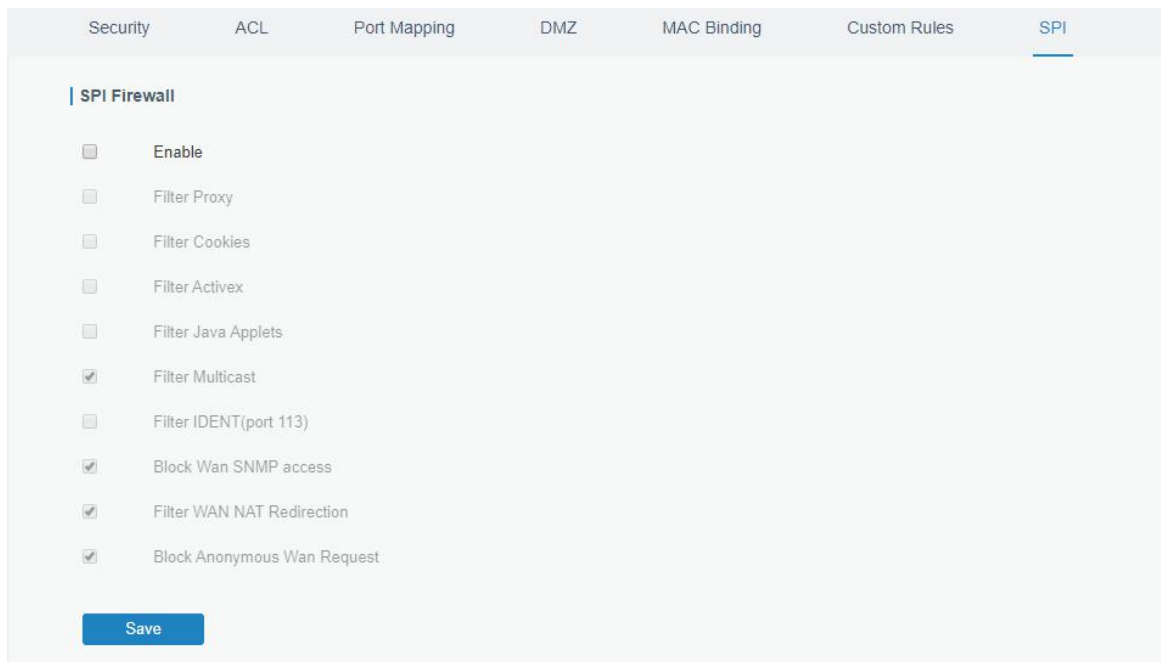 Security ACL Port Mapping DMZ MAC Binding Custom Rules SPI
SPI Firewall
Enable
Filter Proxy
Filter Cookies
Filter Activex
Filter Java Applets
Filter Multicast
Filter IDENT(port 113)
Block Wan SNMP access
Filter WAN NAT Redirection
Block Anonymous Wan Request
Save